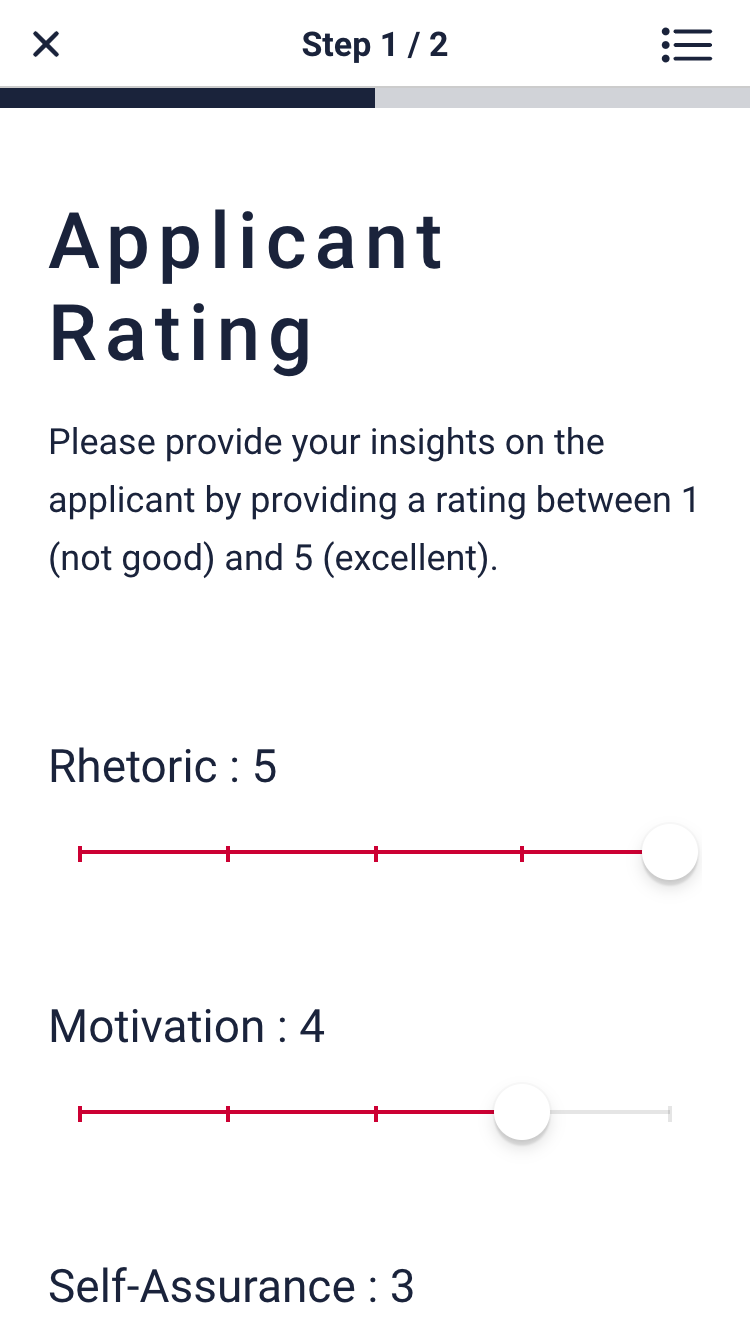 Step 1 / 2
Applicant
Rating
Please provide your insights on the
applicant by providing a rating between 1
(not good) and 5 (excellent).
Rhetoric : 5
Motivation : 4
Self-Assurance : 3